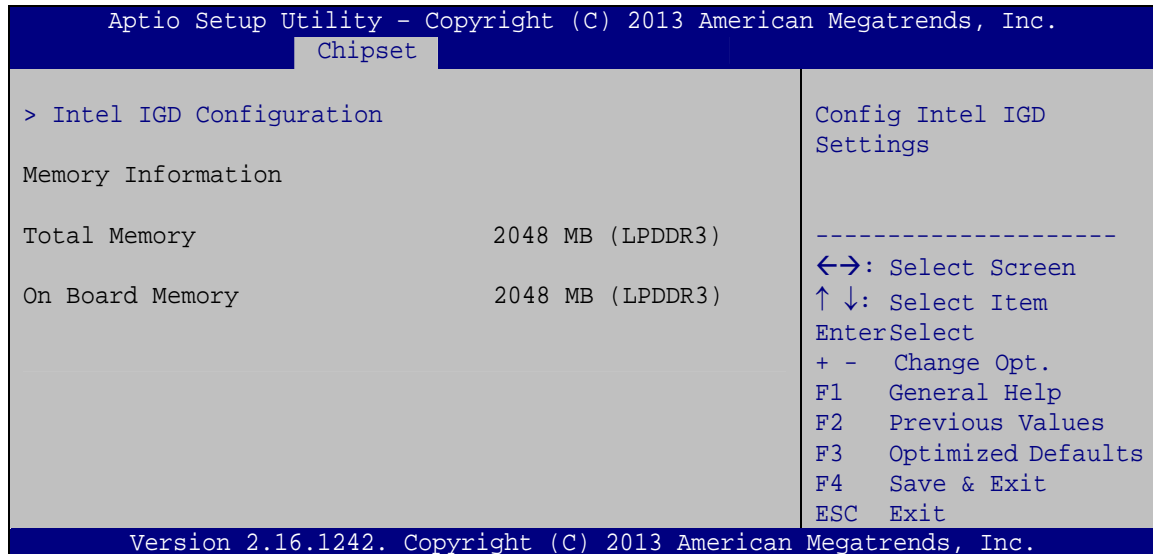 Aptio Setup Utility – Copyright (C) 2013 American Megatrends, Inc.
Chipset
> Intel IGD Configuration
Memory Information
Total Memory 2048 MB (LPDDR3)
On Board Memory 2048 MB (LPDDR3)
Config Intel IGD
Settings
---------------------
←→: Select Screen
↑ ↓: Select Item
EnterSelect
+ - Change Opt.
F1 General Help
F2 Previous Values
F3 Optimized Defaults
F4 Save & Exit
ESC Exit
Version 2.16.1242. Copyright (C) 2013 American Megatrends, Inc.